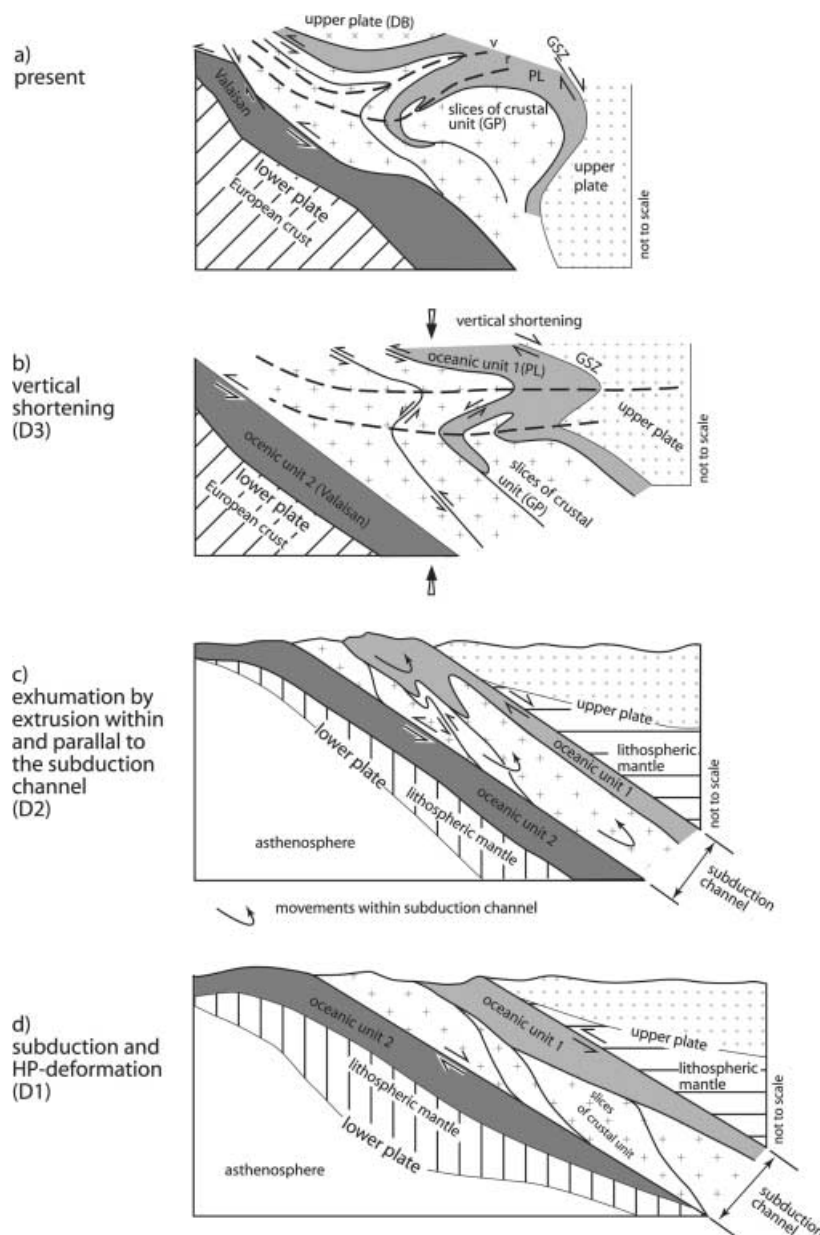 a)
present
upper plate (DB)
v
r
GSZ
PL
Valaisan
slices of crustal
unit (GP)
upper
plate
lower plate
European crust
not to scale
b)
vertical
shortening
(D3)
vertical shortening
oceanic unit 1(PL)
GSZ
upper plate
ocenic unit 2 (Valaisan)
lower plate
European crust
slices of crustal
unit (GP)
not to scale
c)
exhumation by
extrusion within
and parallal to
the subduction
channel
(D2)
upper plate
lithospheric
mantle
oceanic unit 1
lower plate
lithospheric mantle
oceanic unit 2
asthenosphere
not to scale
subduction
channel
movements within subduction channel
d)
subduction and
HP-deformation
(D1)
oceanic unit 2
oceanic unit 1
upper plate
lithospheric
mantle
lithospheric mantle
lower plate
slices
of crustal unit
asthenosphere
not to scale
subduction
channel